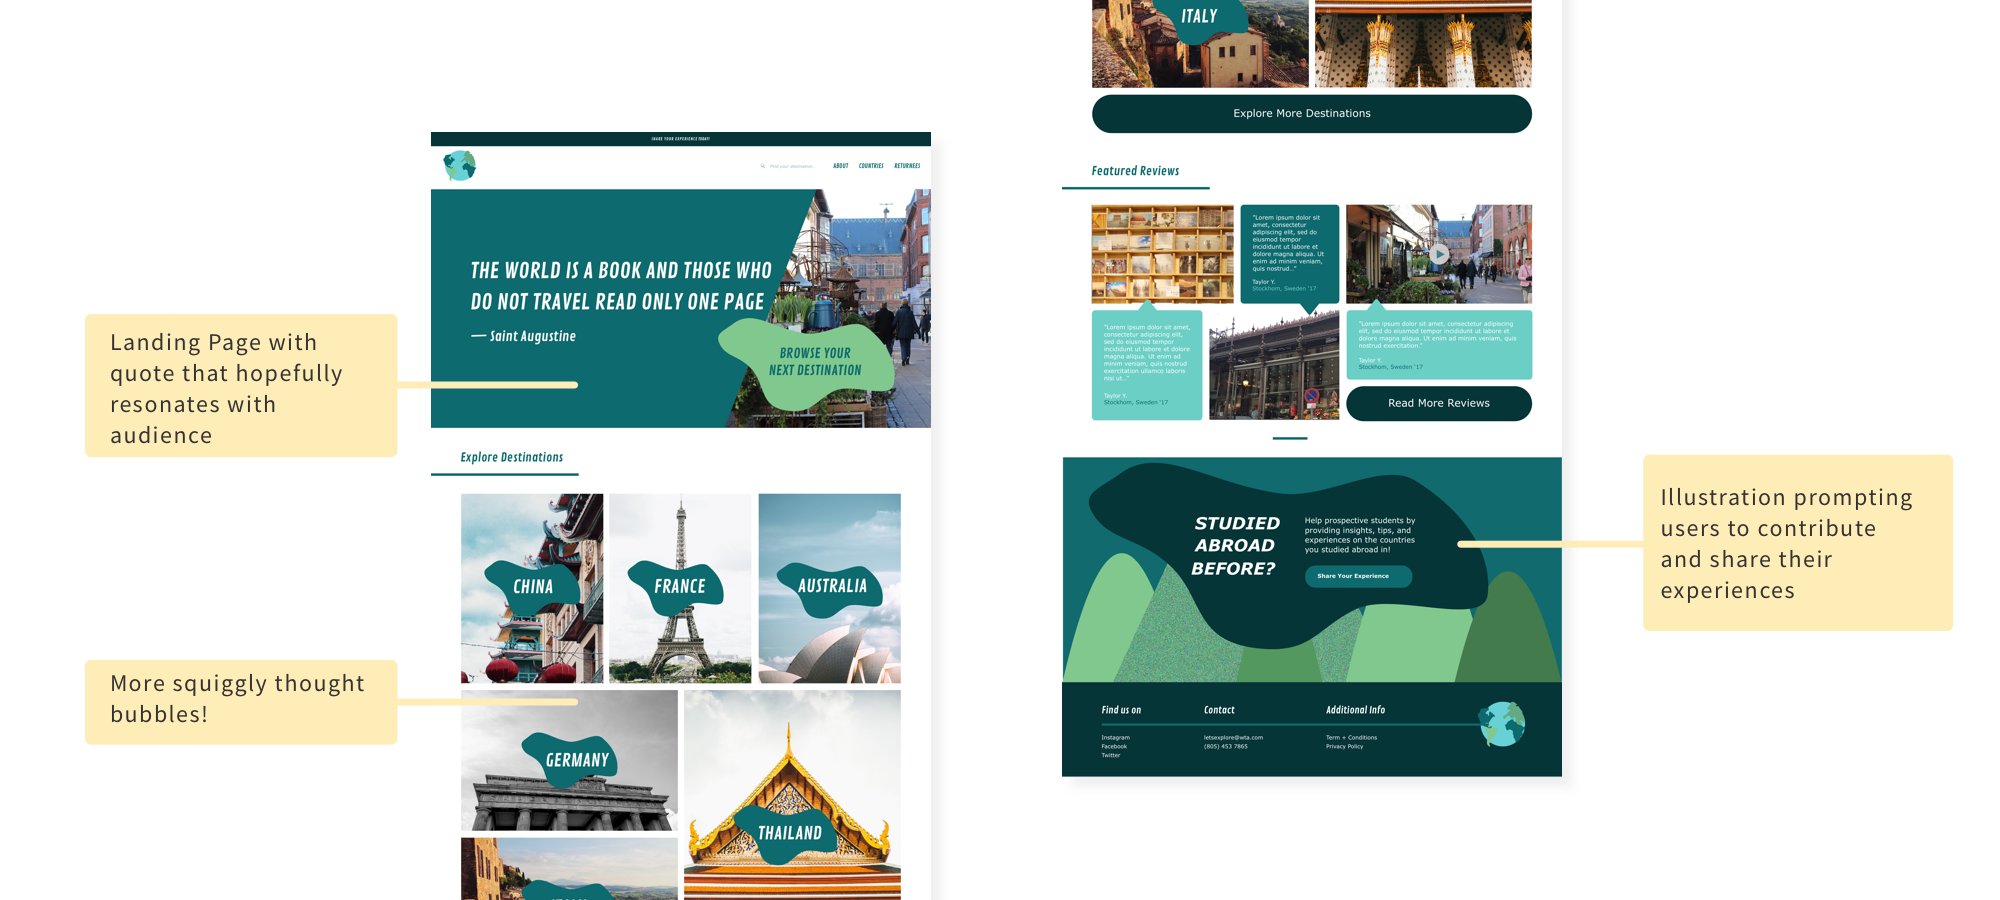 Landing Page with
quote that hopefully
resonates with
audience
More squiggly thought
bubbles!
SHARE YOUR EXPERIENCE TODAY!
Find your destination...
ABOUT COUNTRIES RETURNEES
THE WORLD IS A BOOK AND THOSE WHO
DO NOT TRAVEL READ ONLY ONE PAGE
— Saint Augustine
BROWSE YOUR
NEXT DESTINATION
Explore Destinations
CHINA
FRANCE
AUSTRALIA
GERMANY
THAILAND
ITALY
Explore More Destinations
Featured Reviews
"Lorem ipsum dolor sit
amet, consectetur
adipiscing elit, sed do
eiusmod tempor
incididunt ut labore et
dolore magna aliqua. Ut
enim ad minim veniam,
quis nostrud..."
Taylor Y.
Stockhom, Sweden '17
"Lorem ipsum dolor sit amet,
consectetur adipiscing elit,
sed do eiusmod tempor
incididunt ut labore et dolore
magna aliqua. Ut enim ad
minim veniam, quis nostrud
exercitation ullamco laboris
nisi ut..."
Taylor Y.
Stockhom, Sweden '17
"Lorem ipsum dolor sit amet, consectetur adipiscing
elit, sed do eiusmod tempor incididunt ut labore et
dolore magna aliqua. Ut enim ad minim veniam, quis
nostrud exercitation."
Taylor Y.
Stockhom, Sweden '17
Read More Reviews
STUDIED
ABROAD
BEFORE?
Help prospective students by
providing insights, tips, and
experiences on the countries
you studied abroad in!
Share Your Experience
Find us on
Instagram
Facebook
Twitter
Contact
letsexplore@wta.com
(805) 453 7865
Additional Info
Term + Conditions
Privacy Policy
Illustration prompting
users to contribute
and share their
experiences